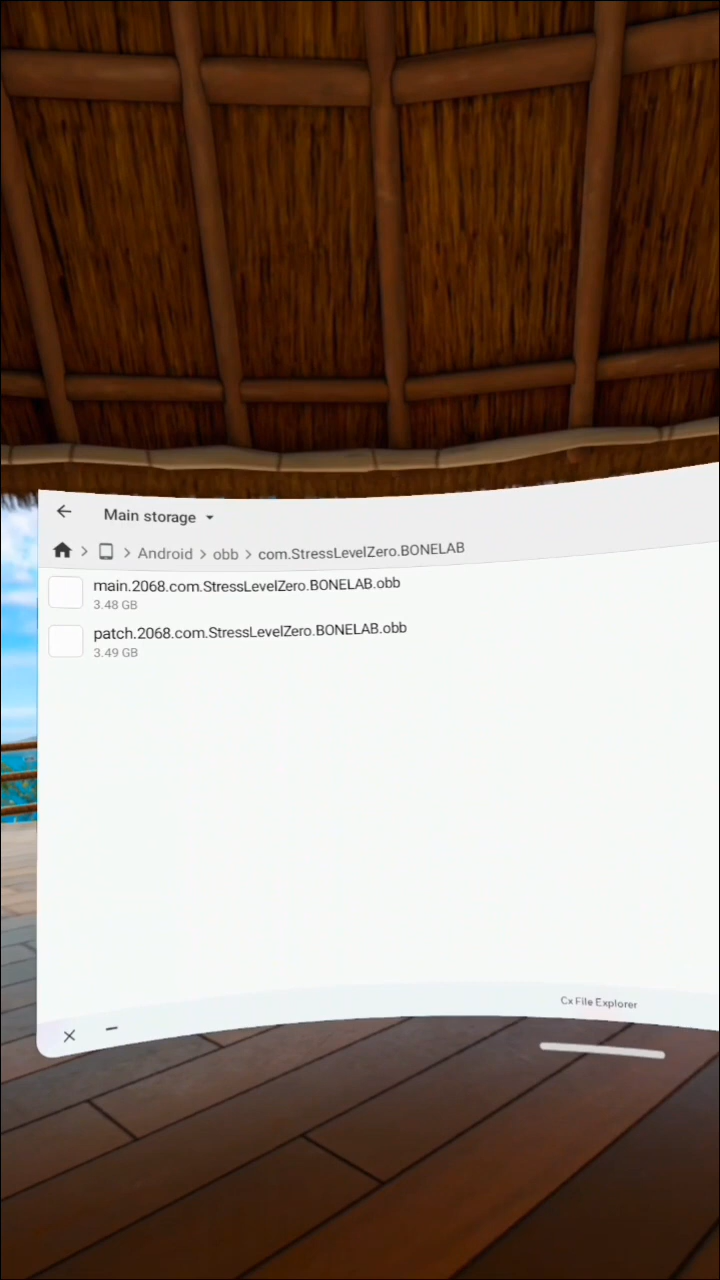 Main storage
Android > obb > com.StressLevelZero.BONELAB
main.2068.com.StressLevelZero.BONELAB.obb
3.48 GB
patch.2068.com.StressLevelZero.BONELAB.obb
3.49 GB
Cx File Explorer